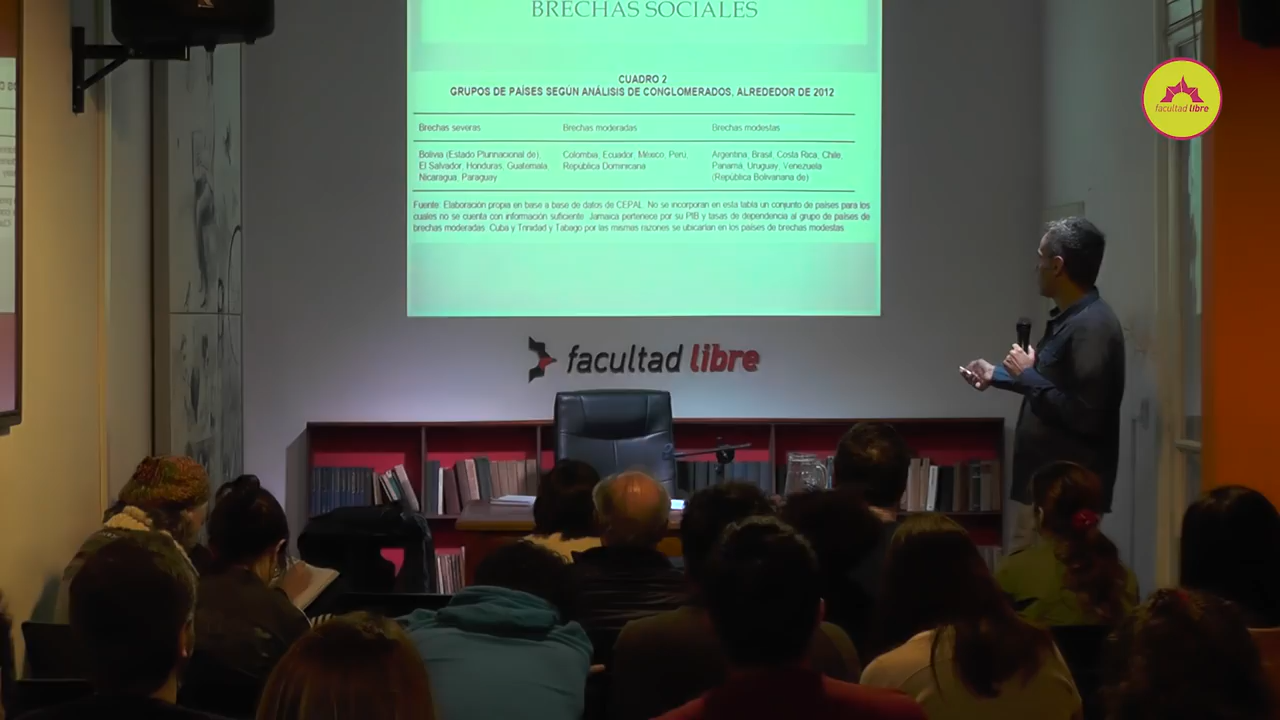 BRECHAS SOCIALES
CUADRO 2
GRUPOS DE PAÍSES SEGÚN ANÁLISIS DE CONGLOMERADOS, ALREDEDOR DE 2012
Brechas severas Brechas moderadas Brechas modestas
Bolivia (Estado Plurinacional de), Colombia, Ecuador, México, Perú, Argentina, Brasil, Costa Rica, Chile,
El Salvador, Honduras, Guatemala, República Dominicana Panamá, Uruguay, Venezuela
Nicaragua, Paraguay (República Bolivariana de)
Fuente: Elaboración propia en base a base de datos de CEPAL. No se incorporan en esta tabla un conjunto de países para los
cuales no se cuenta con información suficiente. Jamaica pertenece por su PIB y tasas de dependencia al grupo de países de
brechas moderadas. Cuba y Trinidad y Tabago por las mismas razones se ubicarían en los países de brechas modestas
facultad libre
facultad libre